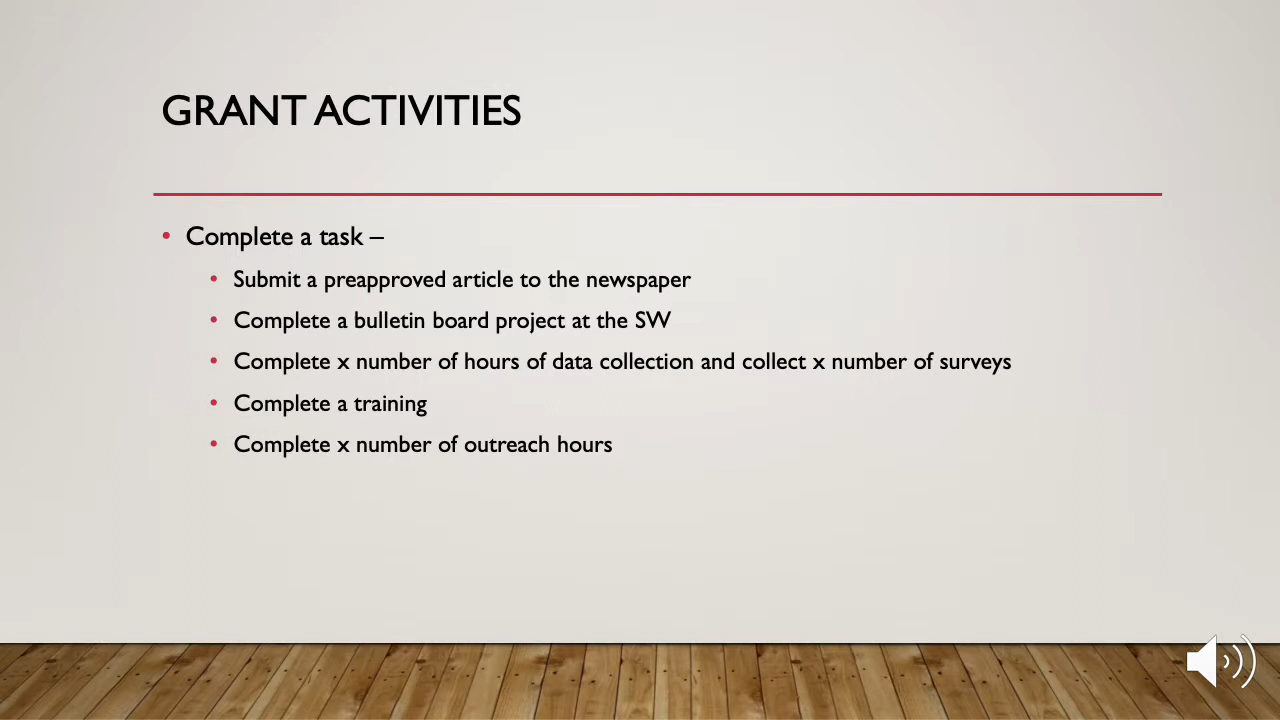 GRANT ACTIVITIES
• Complete a task –
• Submit a preapproved article to the newspaper
• Complete a bulletin board project at the SW
• Complete x number of hours of data collection and collect x number of surveys
• Complete a training
• Complete x number of outreach hours